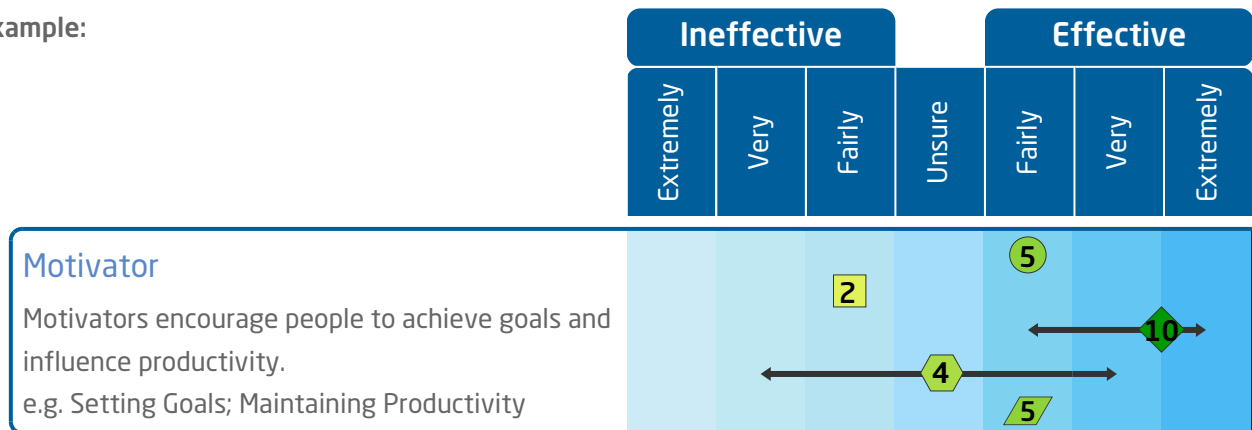 xample:
Ineffective
Effective
Extremely
Very
Fairly
Unsure
Fairly
Very
Extremely
Motivator
Motivators encourage people to achieve goals and
influence productivity.
e.g. Setting Goals; Maintaining Productivity
5
2
10
4
5